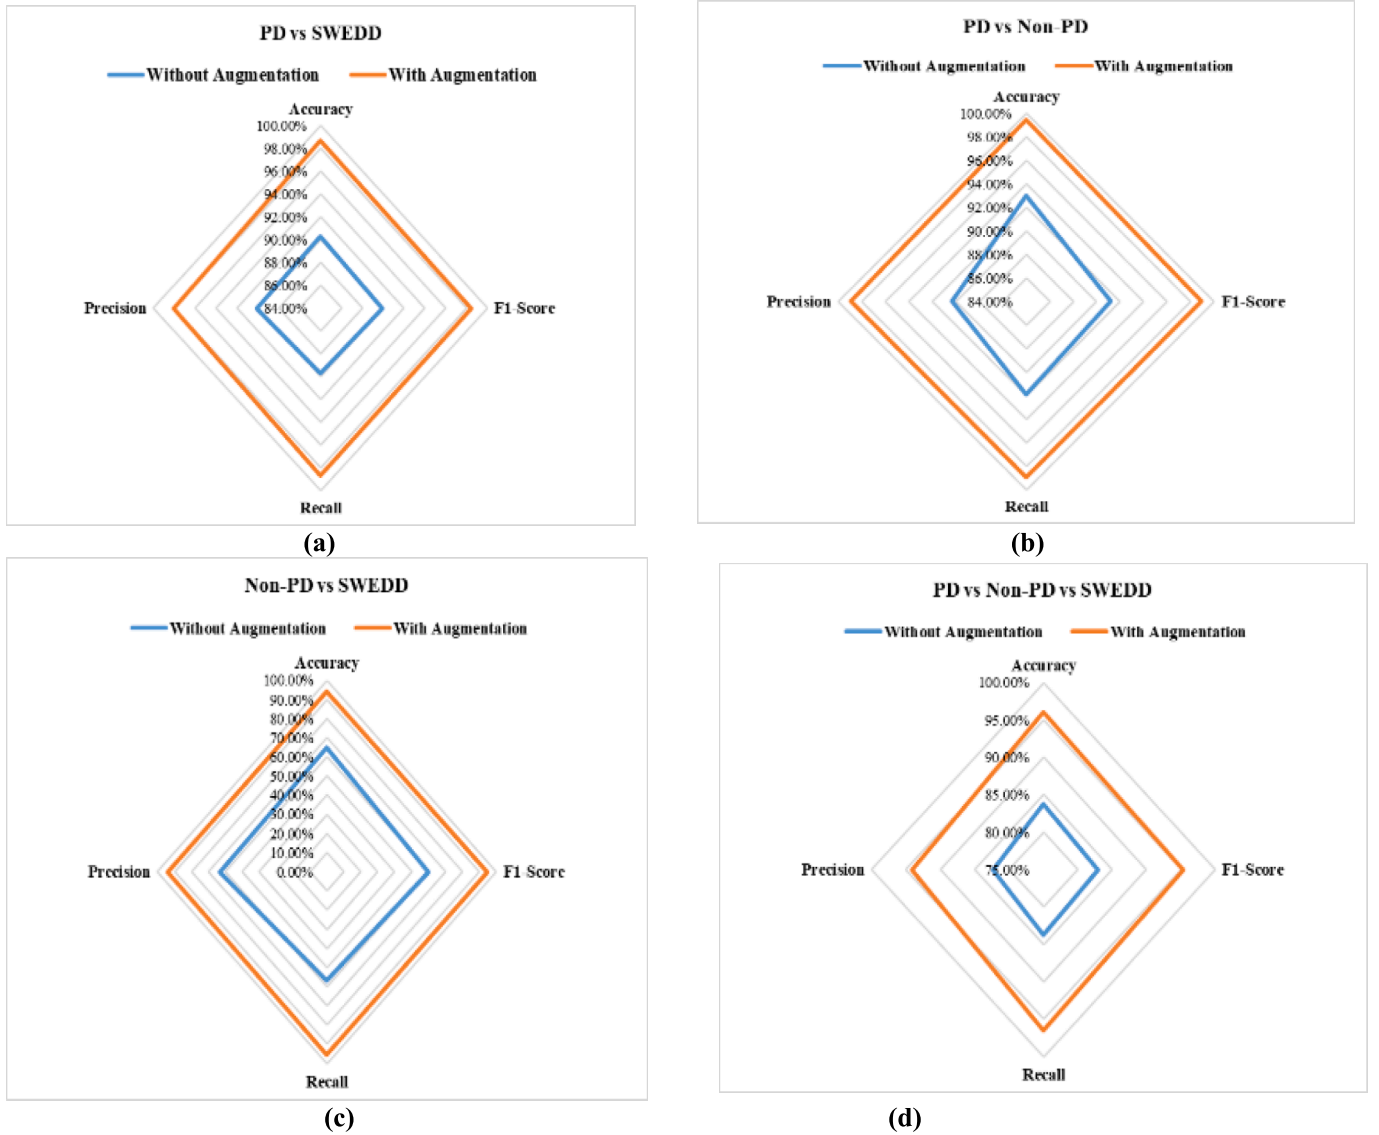 PD vs SWEDD
Without Augmentation With Augmentation
Accuracy
100.00%
98.00%
96.00%
94.00%
92.00%
90.00%
88.00%
86.00%
Precision 84.00% F1-Score
Recall
(a)
PD vs Non-PD
Without Augmentation With Augmentation
Accuracy
100.00%
98.00%
96.00%
94.00%
92.00%
90.00%
88.00%
86.00%
Precision 84.00% F1-Score
Recall
(b)
Non-PD vs SWEDD
Without Augmentation With Augmentation
Accuracy
100.00%
90.00%
80.00%
70.00%
60.00%
50.00%
40.00%
30.00%
20.00%
10.00%
Precision 0.00% F1-Score
Recall
(c)
PD vs Non-PD vs SWEDD
Without Augmentation With Augmentation
Accuracy
100.00%
95.00%
90.00%
85.00%
80.00%
Precision 75.00% F1-Score
Recall
(d)